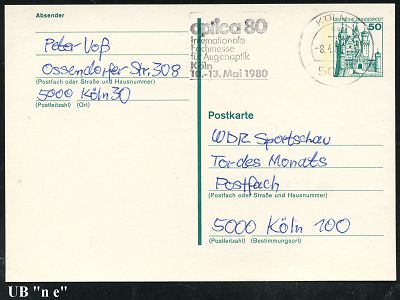 Absender
Peter Voß
Ossendorfer Str. 308
(Postfach oder Straße und Hausnummer)
5000 Köln 30
(Postleitzahl) (Ort)
optica 80
Internationale
Fachmesse
für Augenoptik
Köln
10.-13. Mai 1980
KÖLN
-8.4.
DEUTSCHE BUNDESPOST
50
Postkarte
WDR Sportschau
Tor des Monats
Postfach
(Postfach oder Straße und Hausnummer)
5000 Köln 100
(Postleitzahl) (Bestimmungsort)
UB "n e"